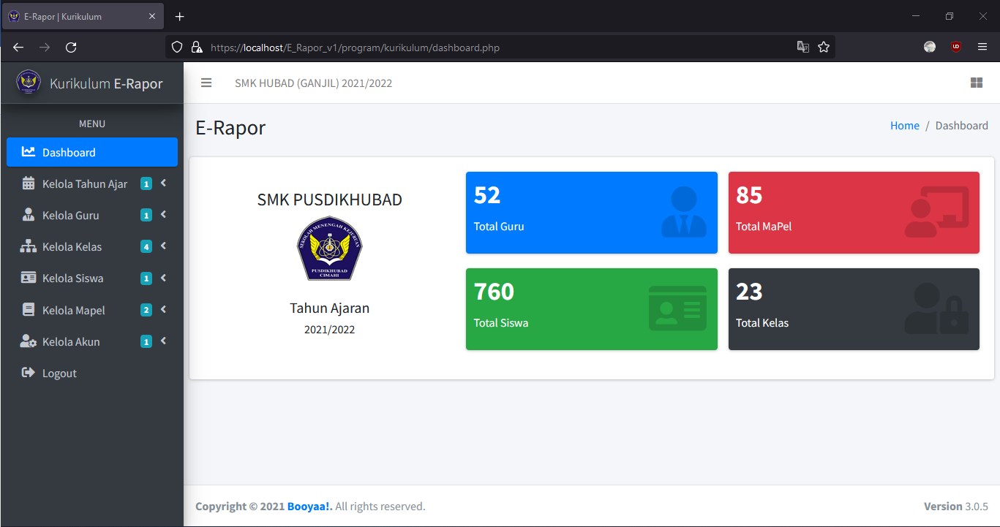 E-Rapor | Kurikulum
https://localhost/E_Rapor_v1/program/kurikulum/dashboard.php
Kurikulum E-Rapor
SMK HUBAD (GANJIL) 2021/2022
MENU
Dashboard
Kelola Tahun Ajar 1
Kelola Guru 1
Kelola Kelas 4
Kelola Siswa 1
Kelola Mapel 2
Kelola Akun 1
Logout
E-Rapor
Home / Dashboard
SMK PUSDIKHUBAD
SEKOLAH MENENGAH KEJURUAN
PUSDIKHUBAD
CIMAHI
Tahun Ajaran
2021/2022
52
Total Guru
85
Total MaPel
760
Total Siswa
23
Total Kelas
Copyright © 2021 Booyaa!. All rights reserved.
Version 3.0.5